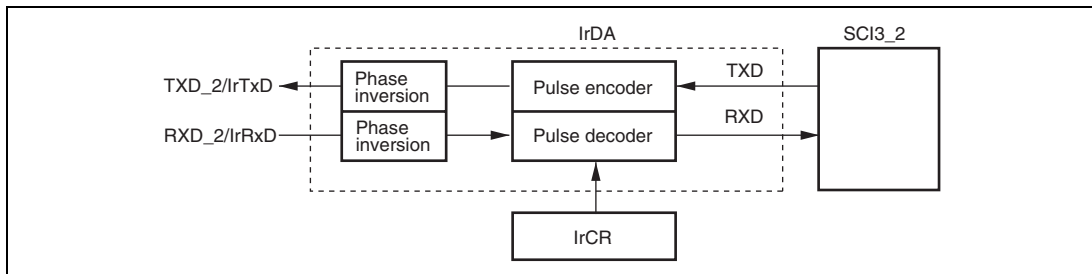 IrDA
SCI3_2
TXD_2/IrTxD
Phase
inversion
Pulse encoder
TXD
RXD_2/IrRxD
Phase
inversion
Pulse decoder
RXD
IrCR